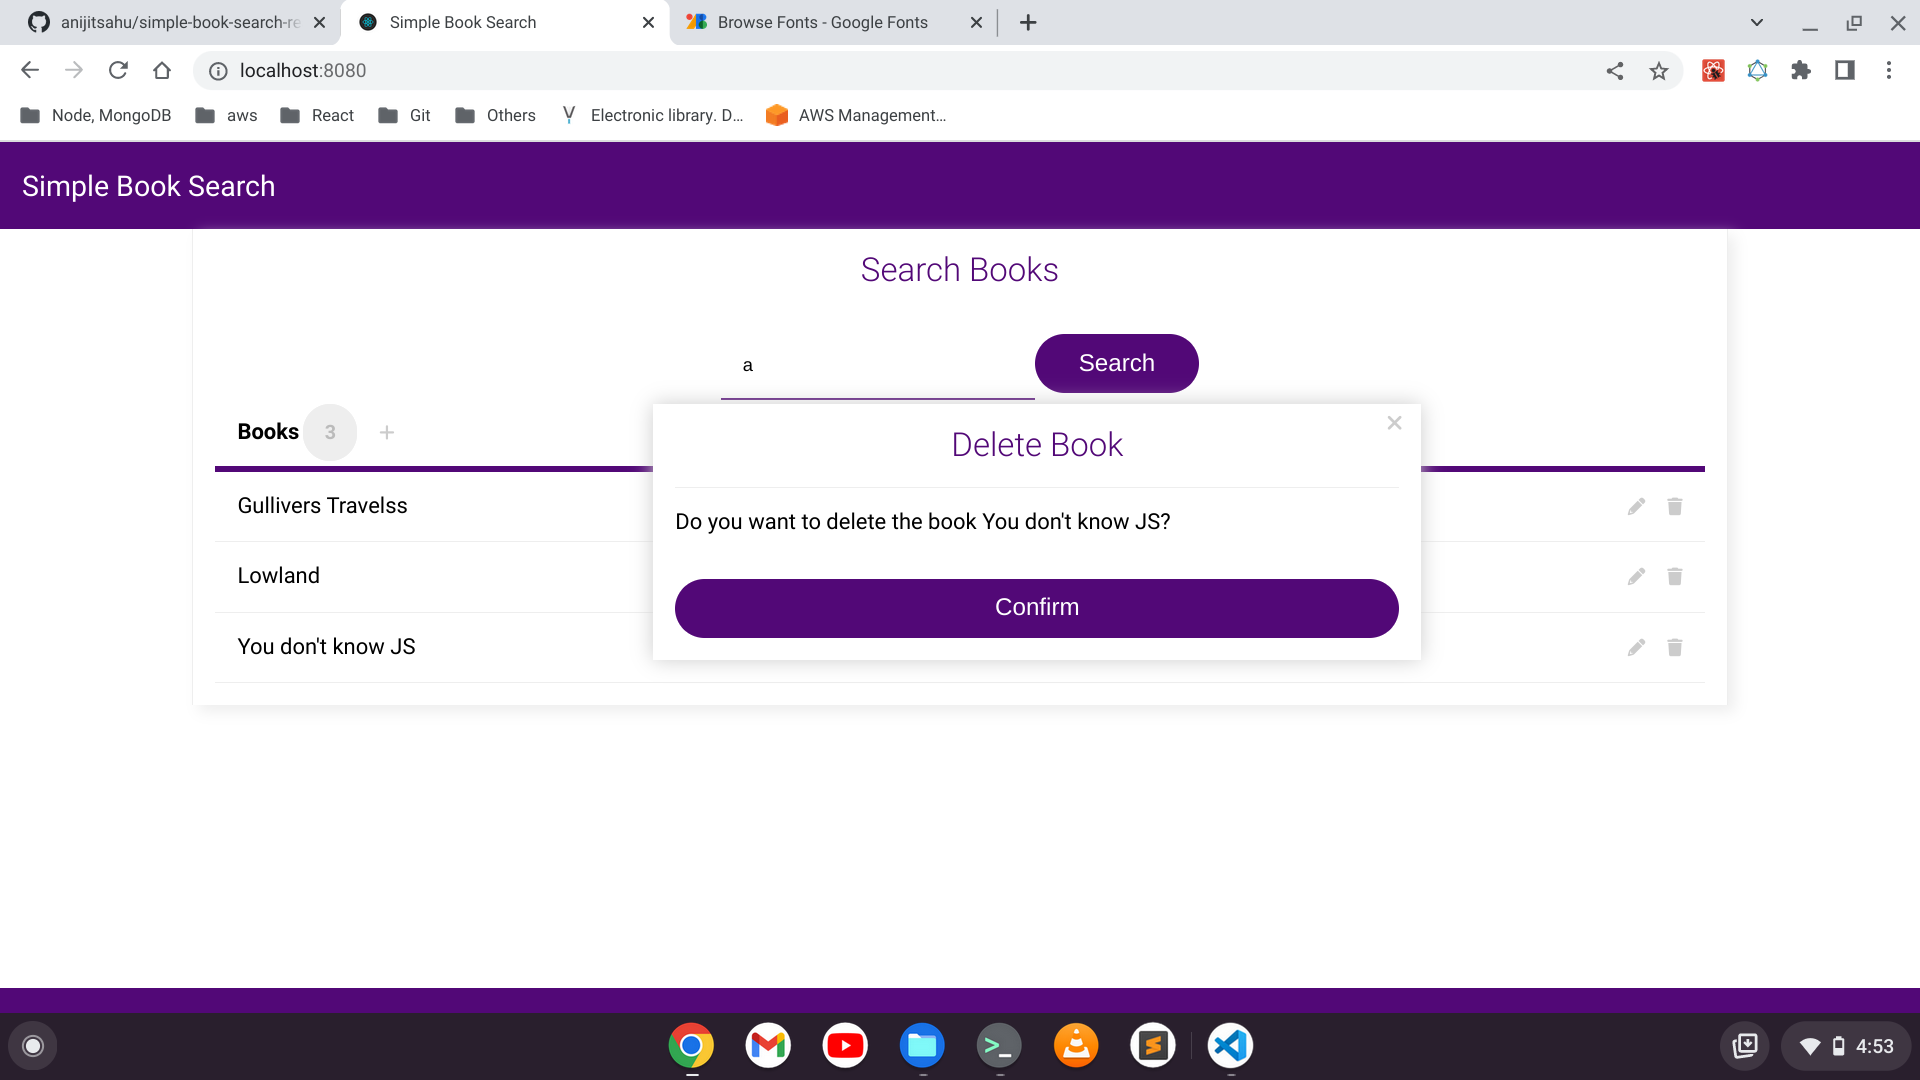 anijitsahu/simple-book-search-re
Simple Book Search
Browse Fonts - Google Fonts
localhost:8080
Node, MongoDB
aws
React
Git
Others
Electronic library. D...
AWS Management...
Simple Book Search
Search Books
a
Search
Books 3 +
Delete Book
Do you want to delete the book You don't know JS?
Confirm
Gullivers Travelss
Lowland
You don't know JS
4:53